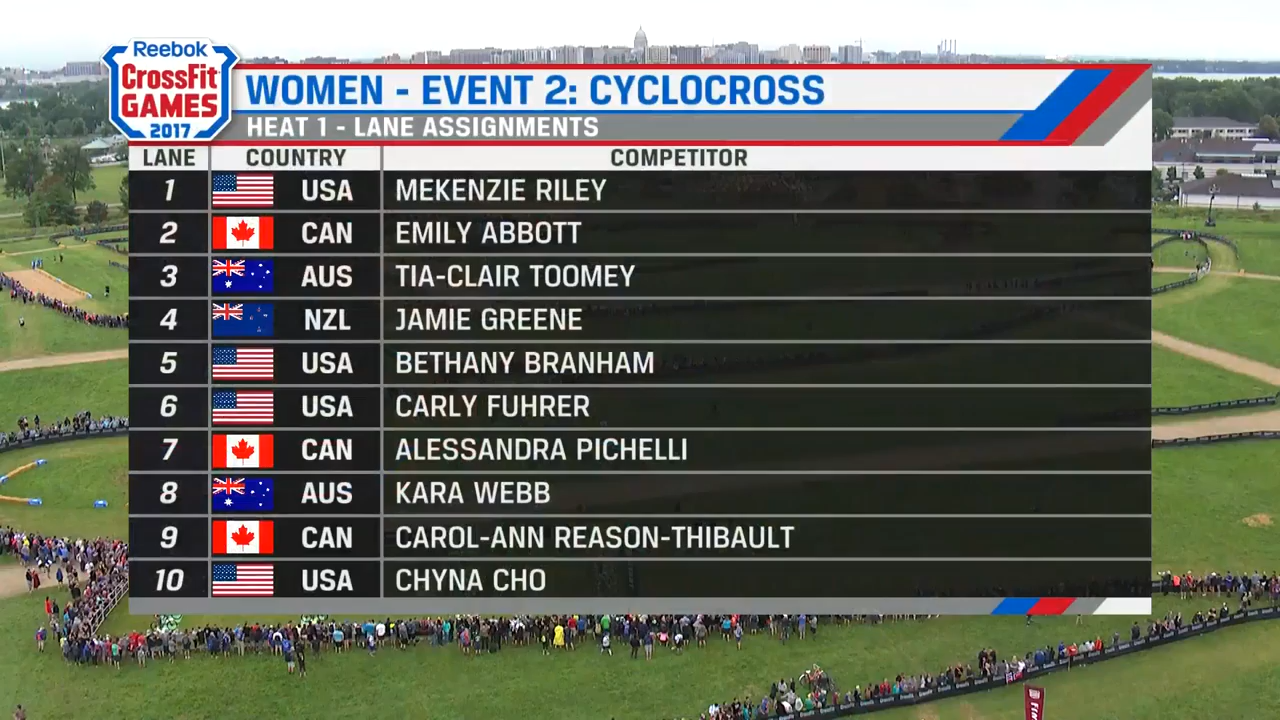 Reebok
CrossFit
GAMES
2017
WOMEN - EVENT 2: CYCLOCROSS
HEAT 1 - LANE ASSIGNMENTS
LANE COUNTRY COMPETITOR
1 USA MEKENZIE RILEY
2 CAN EMILY ABBOTT
3 AUS TIA-CLAIR TOOMEY
4 NZL JAMIE GREENE
5 USA BETHANY BRANHAM
6 USA CARLY FUHRER
7 CAN ALESSANDRA PICHELLI
8 AUS KARA WEBB
9 CAN CAROL-ANN REASON-THIBAULT
10 USA CHYNA CHO